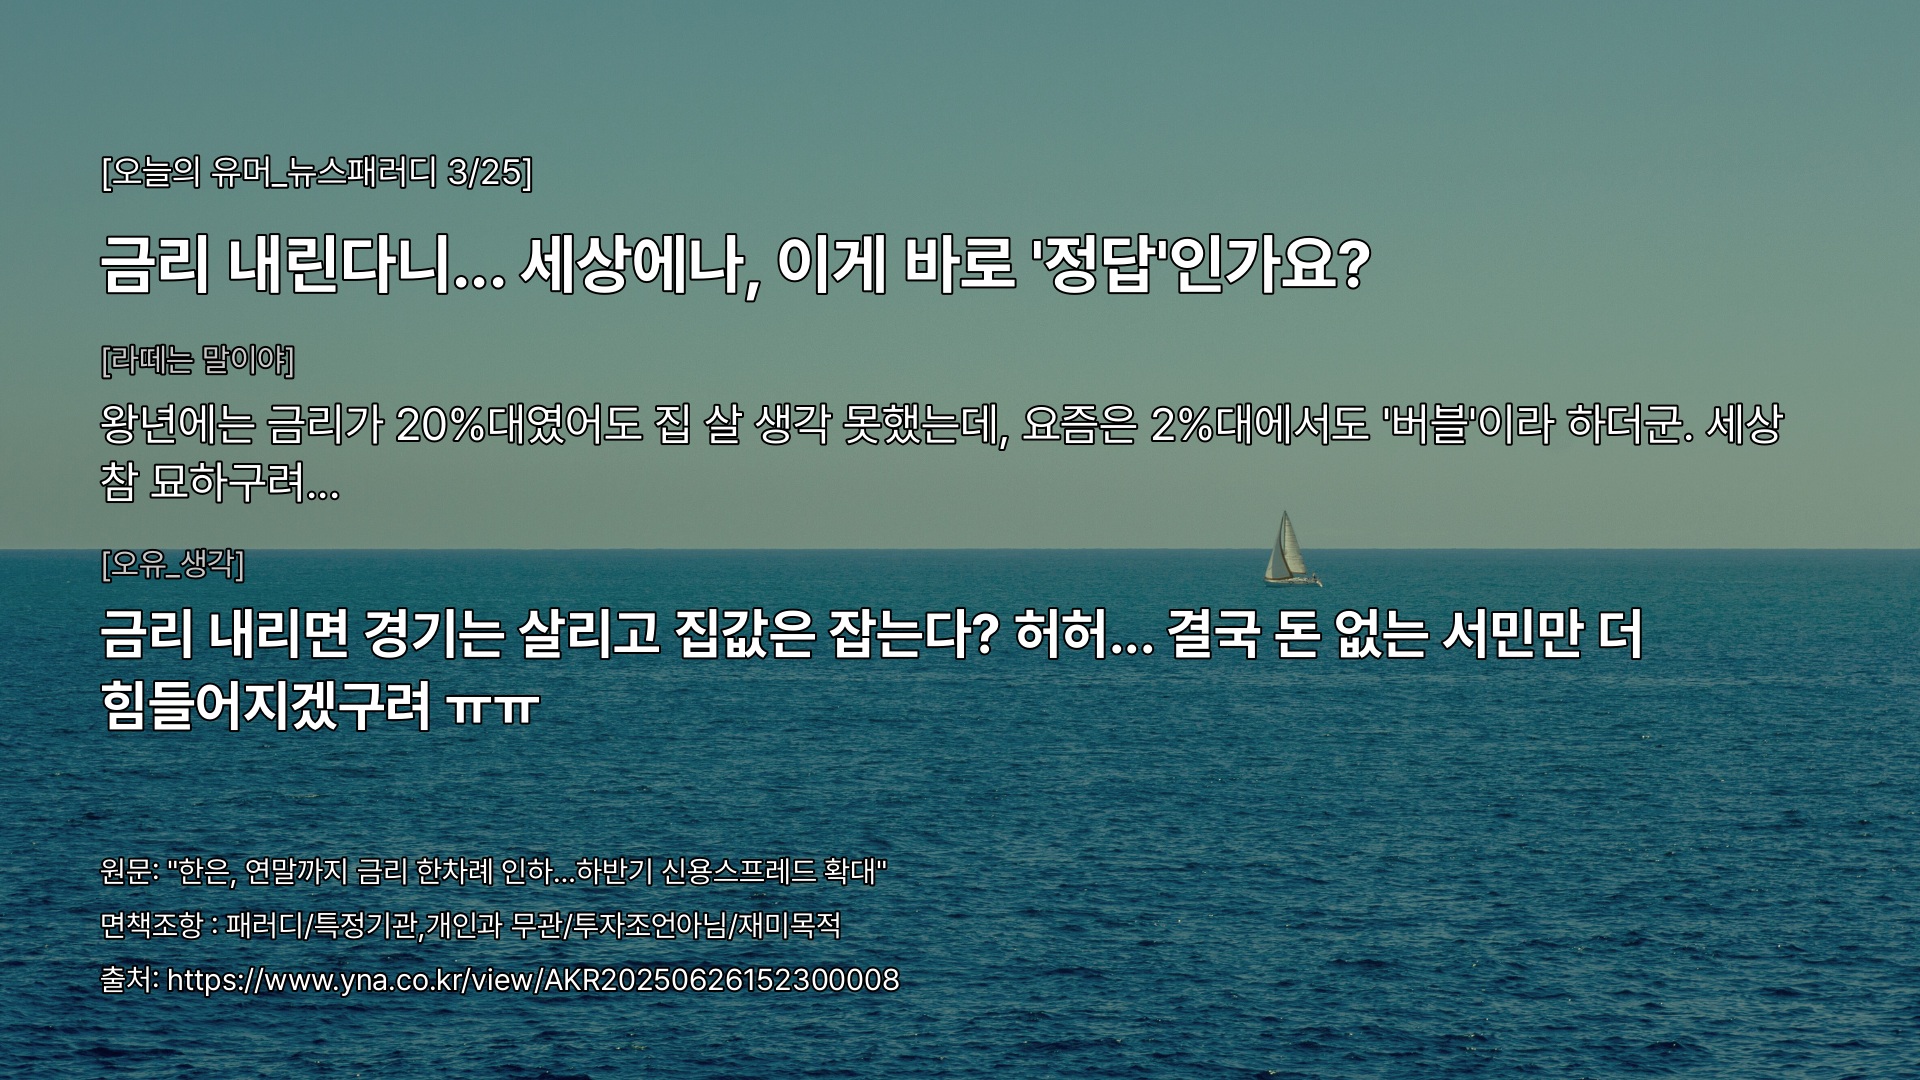 [오늘의 유머_뉴스패러디 3/25]
금리 내린다니... 세상에나, 이게 바로 '정답'인가요?
[라떼는 말이야]
왕년에는 금리가 20%대였어도 집 살 생각 못했는데, 요즘은 2%대에서도 '버블'이라 하더군. 세상
참 묘하구려...
[오유_생각]
금리 내리면 경기는 살리고 집값은 잡는다? 허허... 결국 돈 없는 서민만 더
힘들어지겠구려 ㅠㅠ
원문: "한은, 연말까지 금리 한차례 인하...하반기 신용스프레드 확대"
면책조항 : 패러디/특정기관,개인과 무관/투자조언아님/재미목적
출처: https://www.yna.co.kr/view/AKR20250626152300008